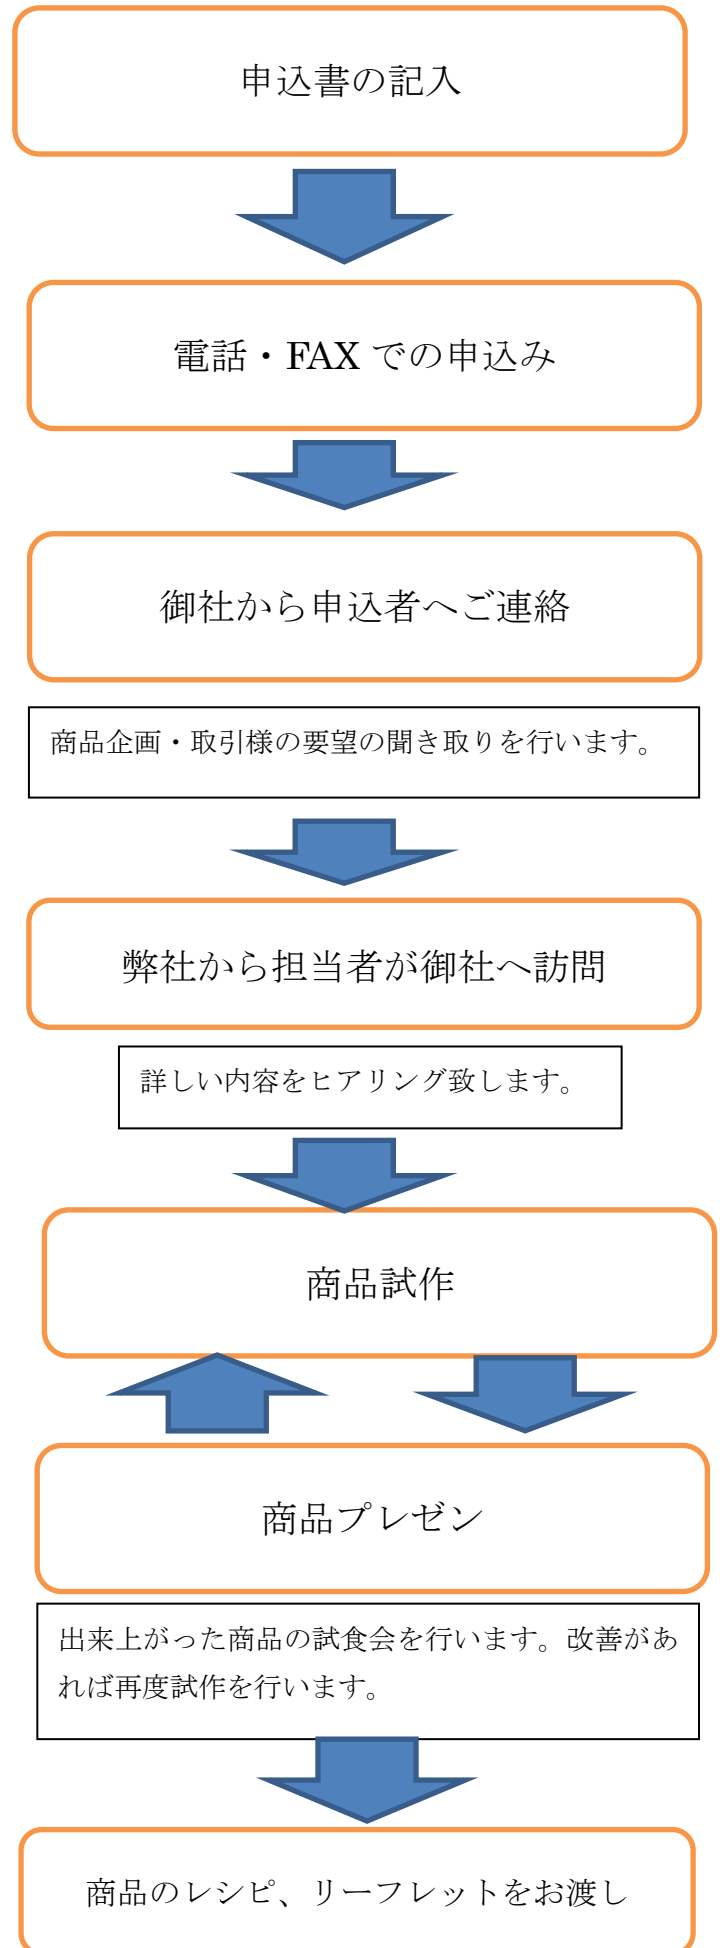 申込書の記入
電話・FAX での申込み
御社から申込者へご連絡
商品企画・取引様の要望の聞き取りを行います。
弊社から担当者が御社へ訪問
詳しい内容をヒアリング致します。
商品試作
商品プレゼン
出来上がった商品の試食会を行います。改善があ
れば再度試作を行います。
商品のレシピ、リーフレットをお渡し